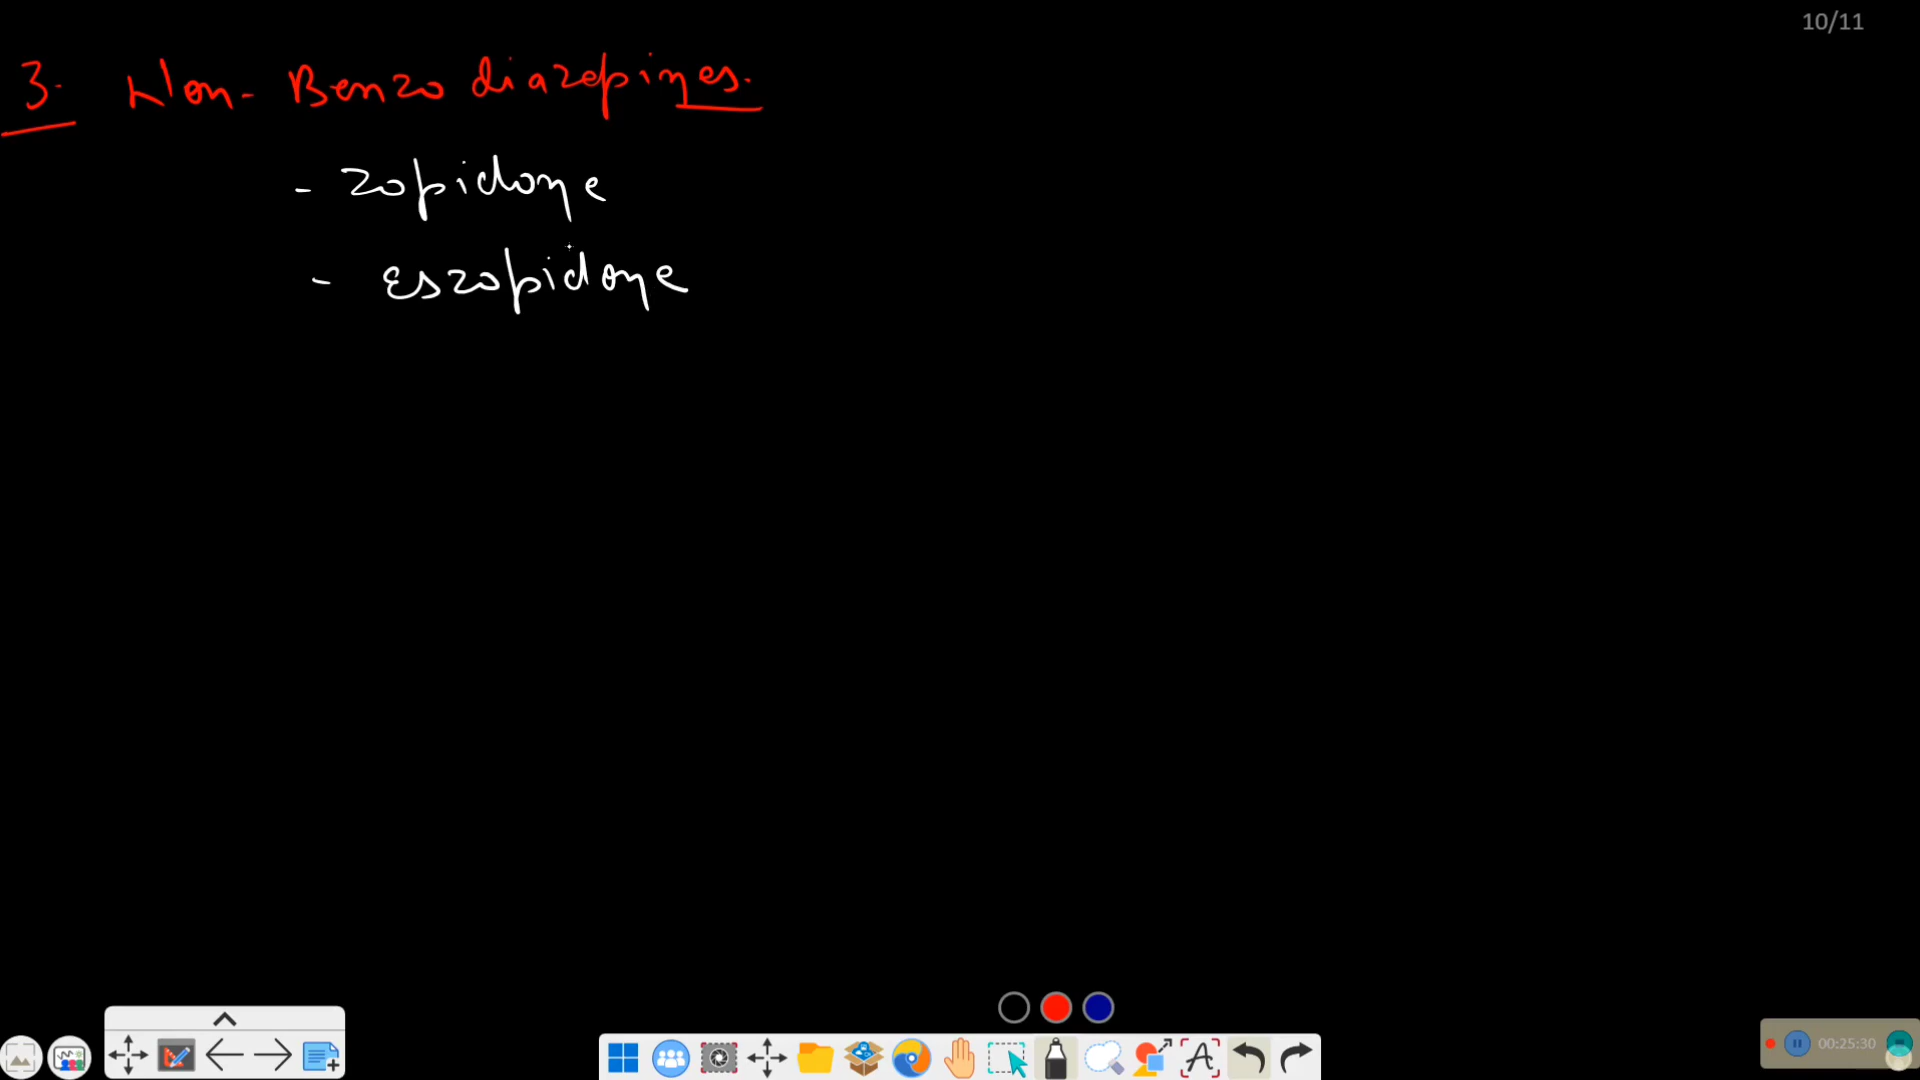 10/11
3. Non-Benzodiazepines.
- Zopidone
- Eszopidone
00:25:30